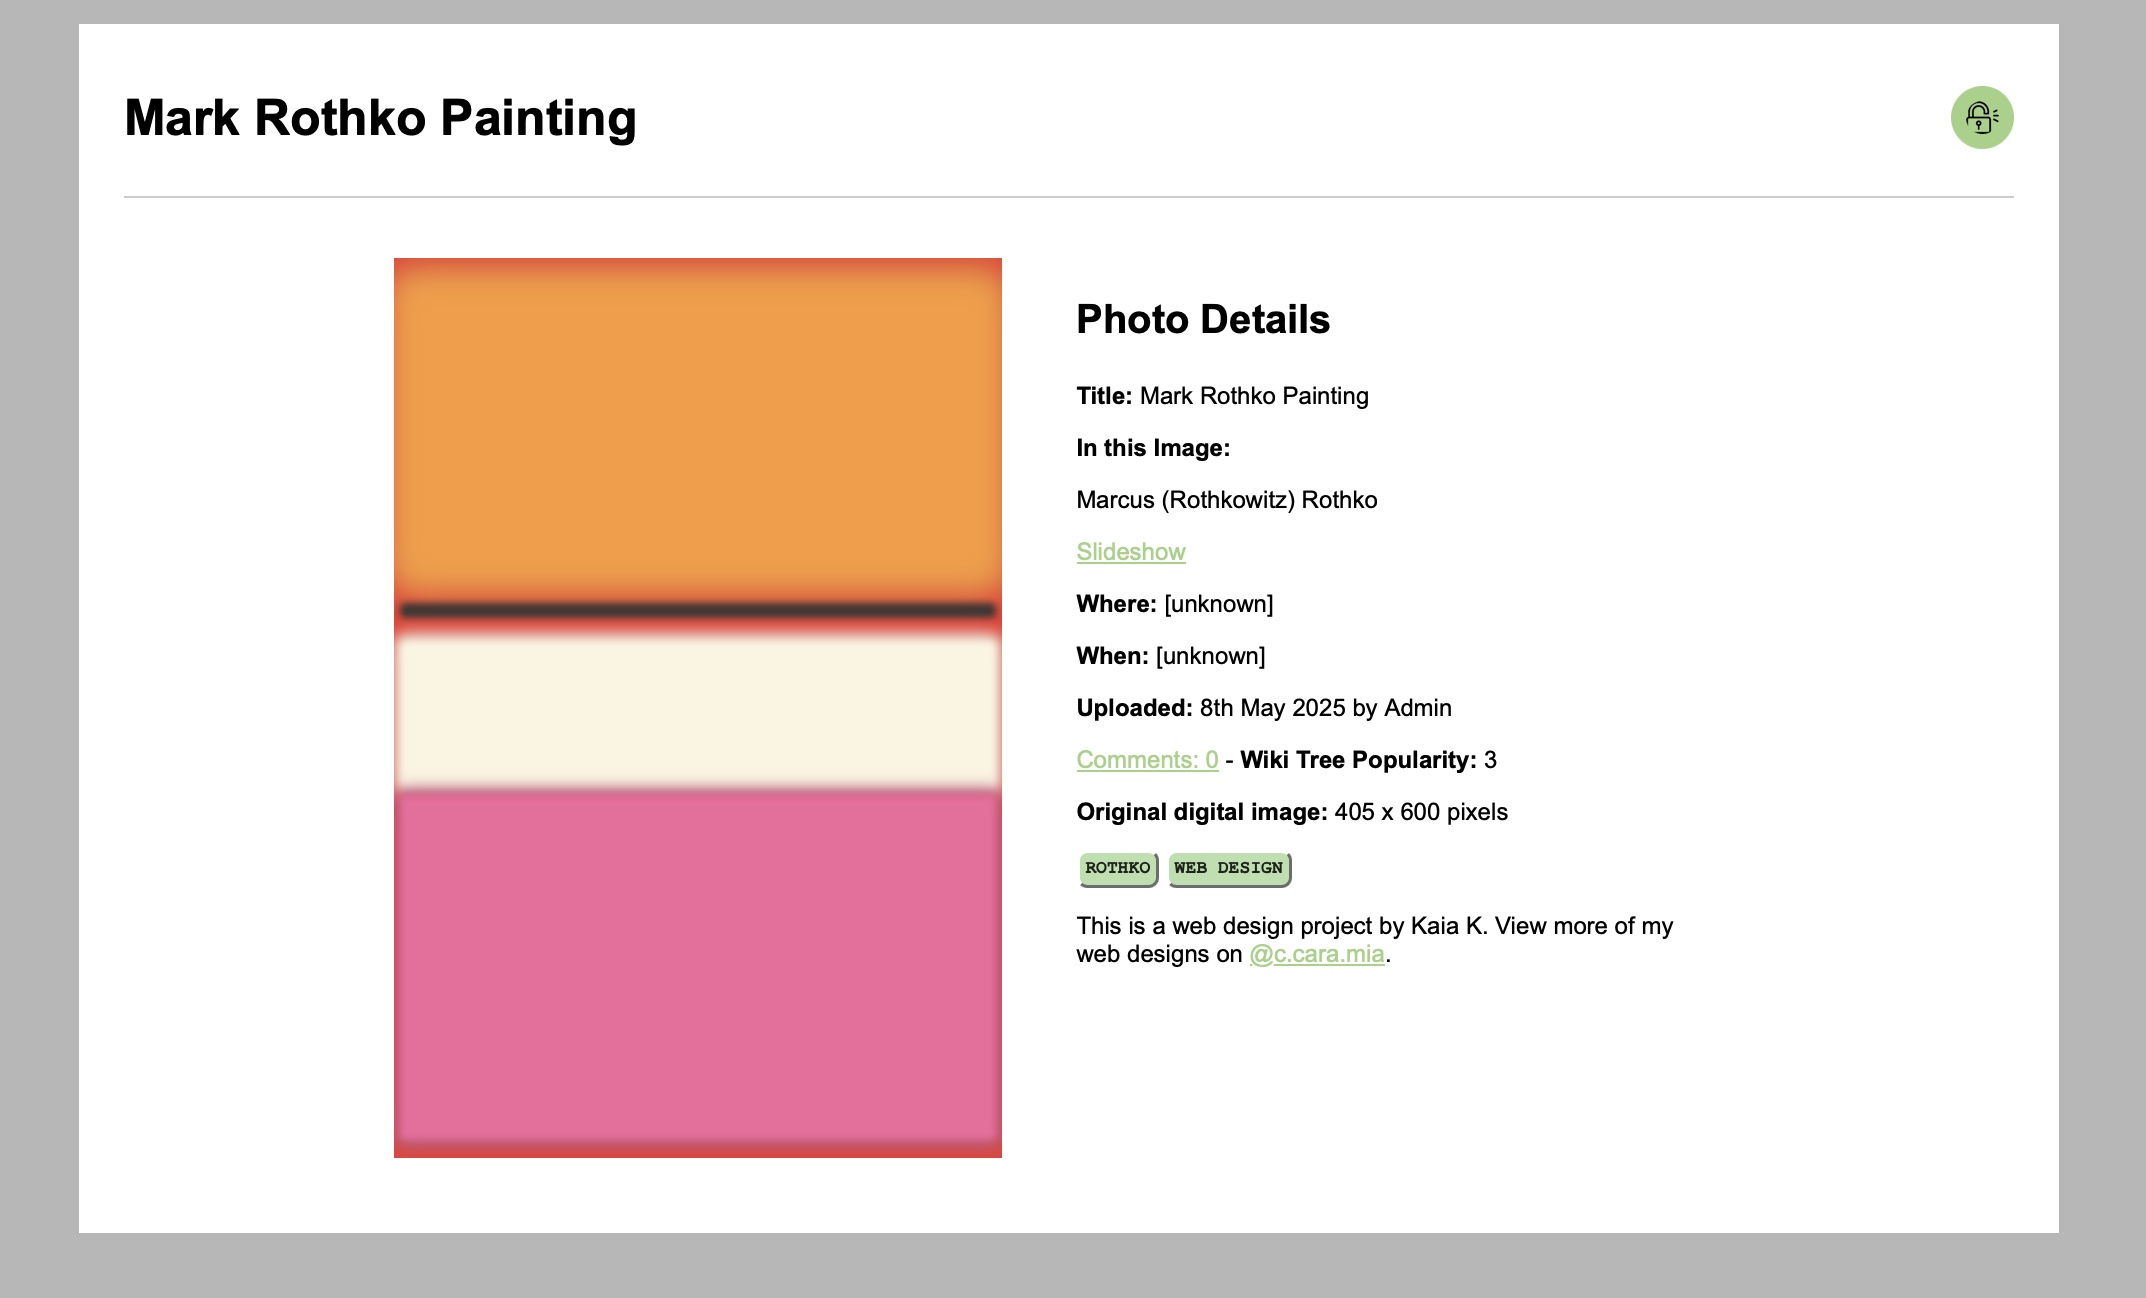 Mark Rothko Painting
Photo Details
Title: Mark Rothko Painting
In this Image:
Marcus (Rothkowitz) Rothko
Slideshow
Where: [unknown]
When: [unknown]
Uploaded: 8th May 2025 by Admin
Comments: 0 - Wiki Tree Popularity: 3
Original digital image: 405 x 600 pixels
ROTHKO WEB DESIGN
This is a web design project by Kaia K. View more of my
web designs on @c.cara.mia.